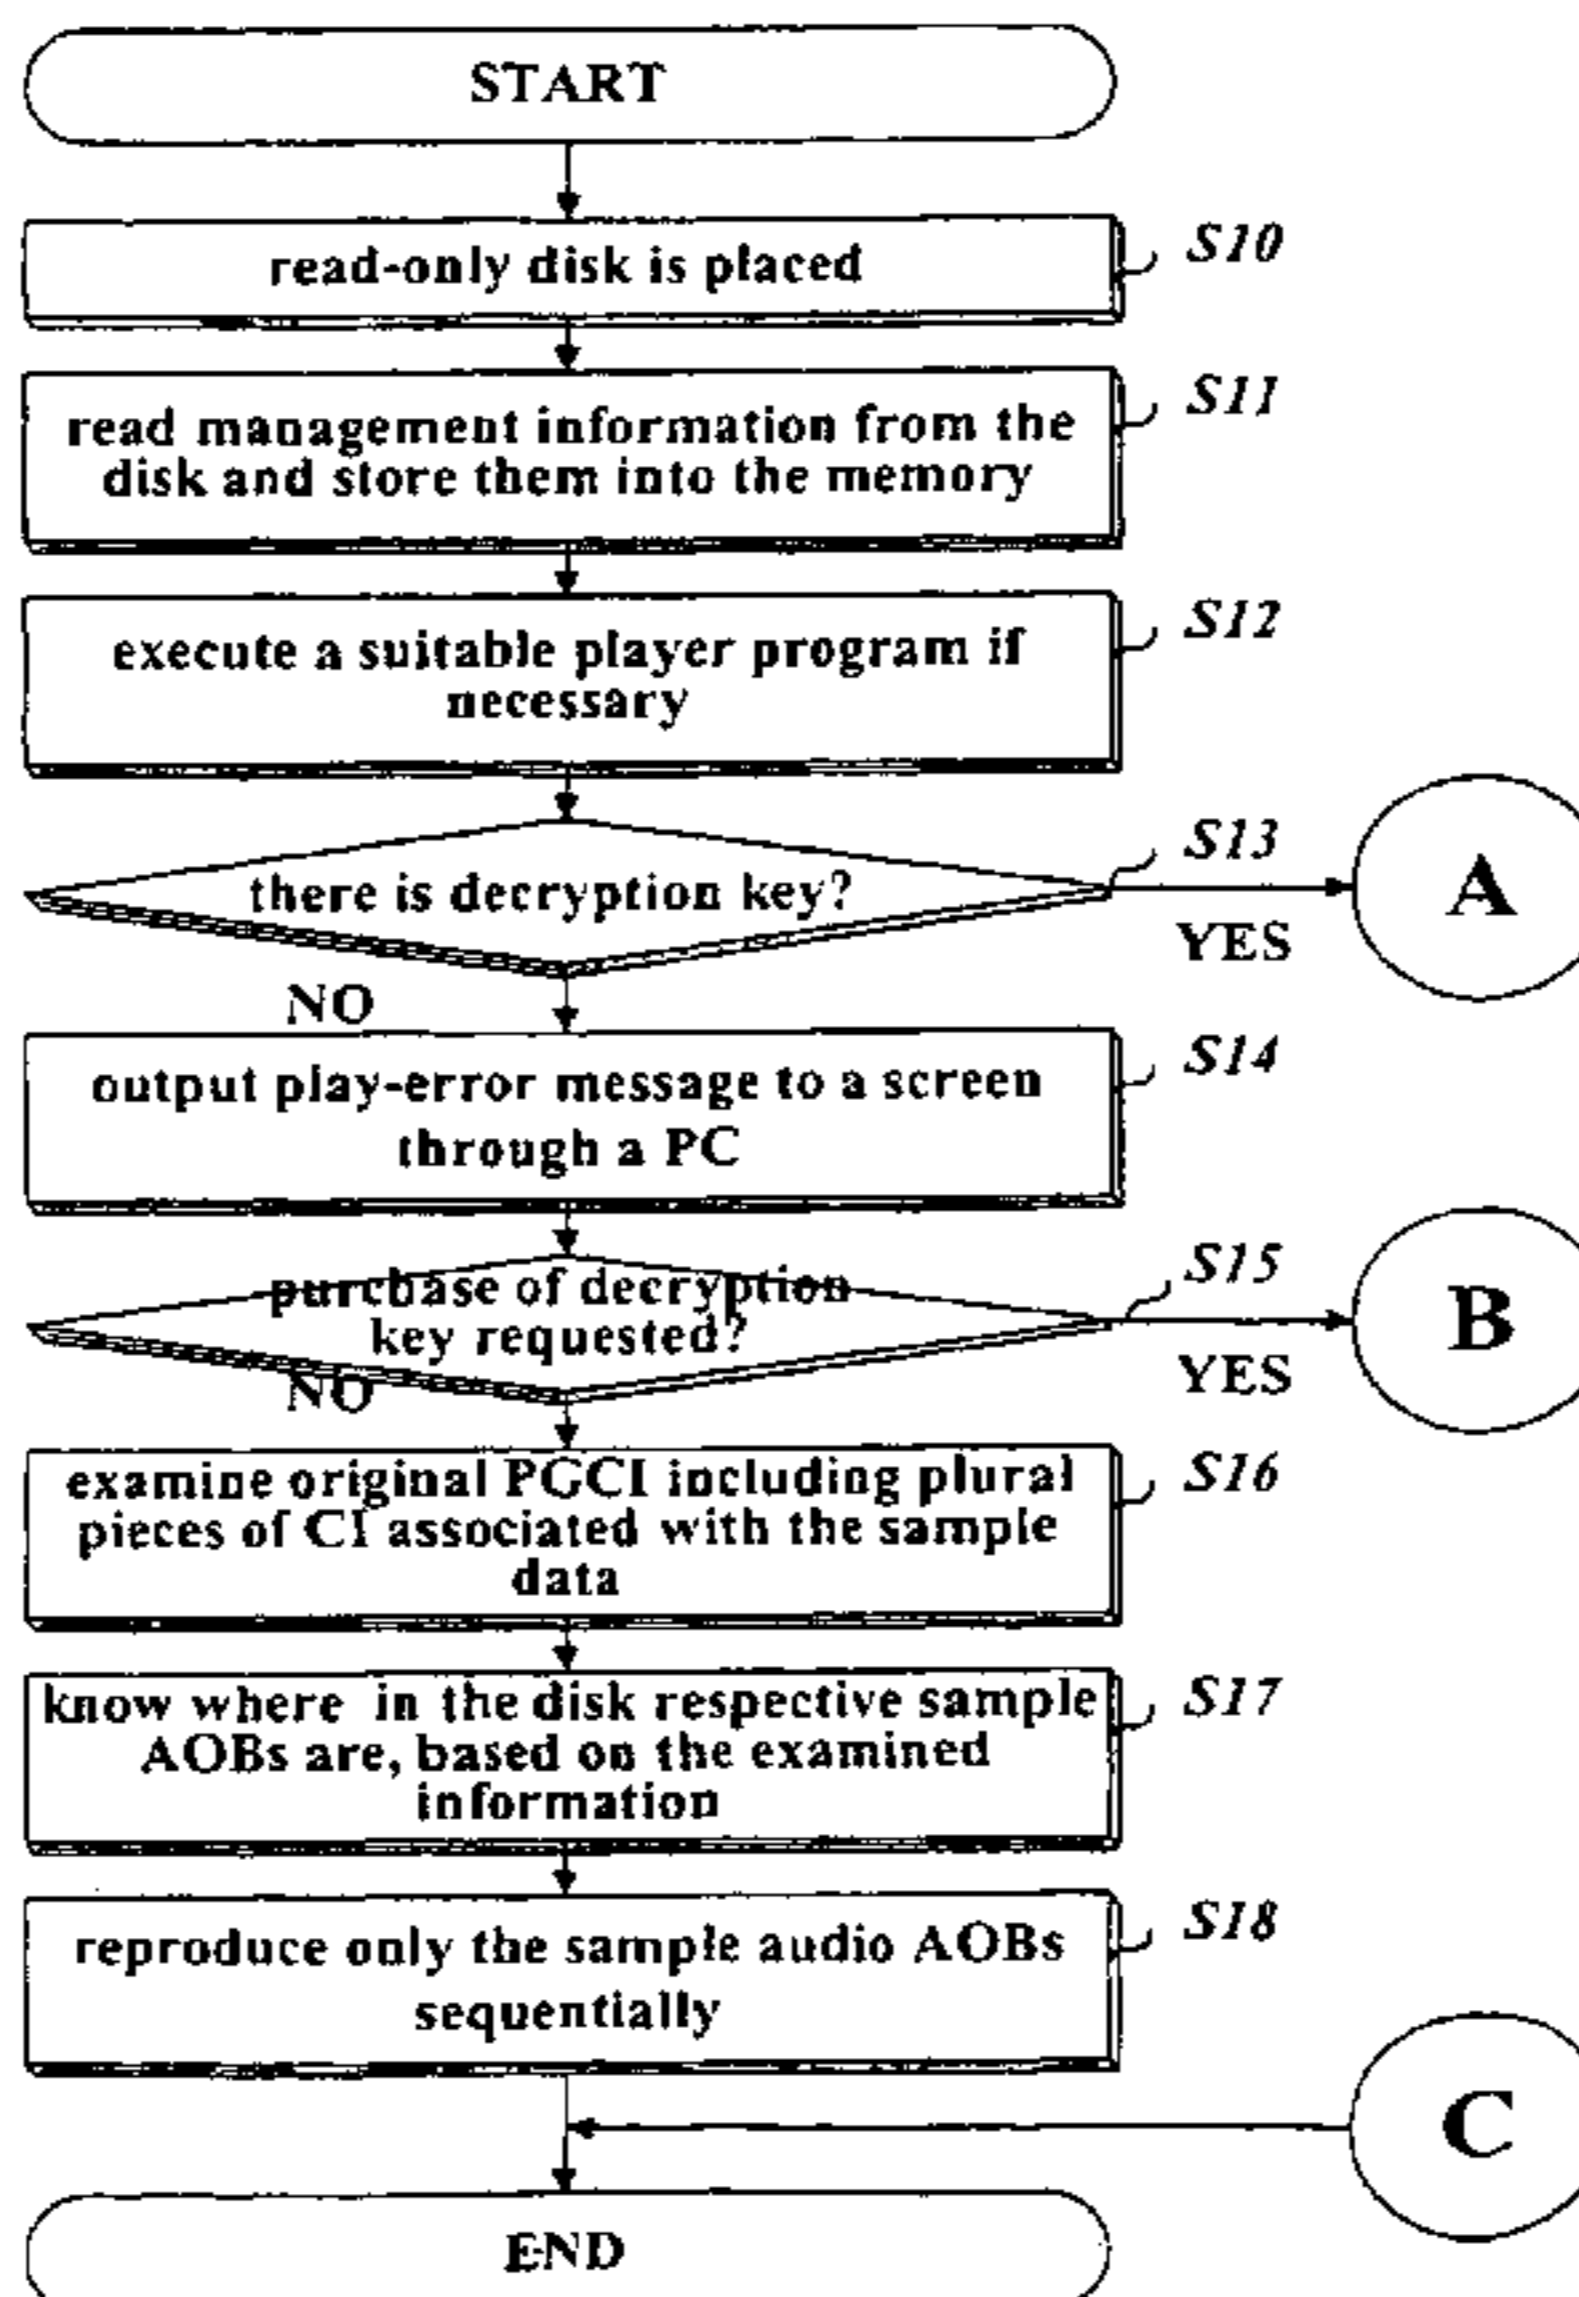 START
read-only disk is placed
S10
read management information from the
disk and store them into the memory
S11
execute a suitable player program if
necessary
S12
there is decryption key?
S13
YES
A
NO
output play-error message to a screen
through a PC
S14
purchase of decryption
key requested?
S15
YES
B
NO
examine original PGCI including plural
pieces of CI associated with the sample
data
S16
know where in the disk respective sample
AOBs are, based on the examined
information
S17
reproduce only the sample audio AOBs
sequentially
S18
C
END